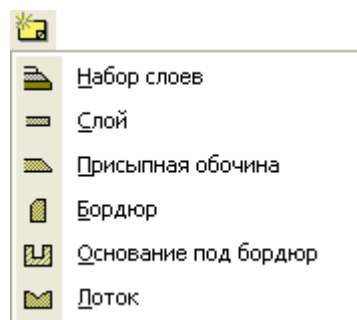 Набор слоев
Слой
Присыпная обочина
Бордюр
Основание под бордюр
Лоток